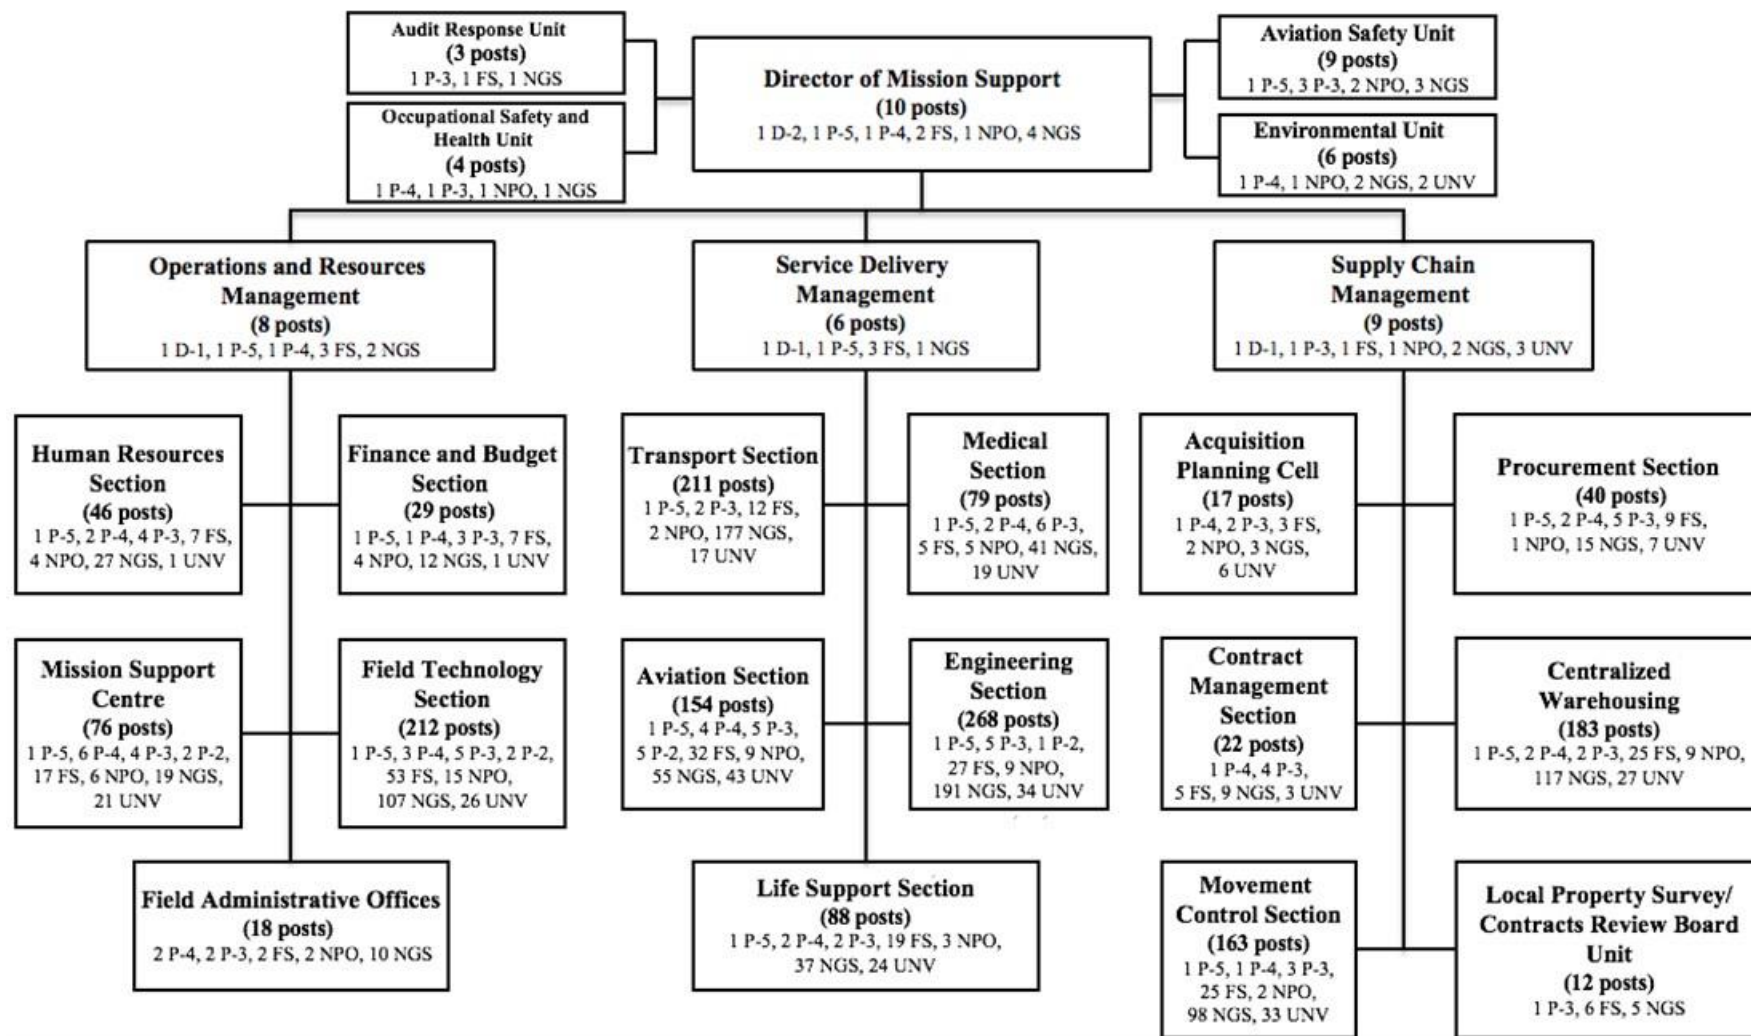 Audit Response Unit
(3 posts)
1 P-3, 1 FS, 1 NGS
Occupational Safety and
Health Unit
(4 posts)
1 P-4, 1 P-3, 1 NPO, 1 NGS
Director of Mission Support
(10 posts)
1 D-2, 1 P-5, 1 P-4, 2 FS, 1 NPO, 4 NGS
Aviation Safety Unit
(9 posts)
1 P-5, 3 P-3, 2 NPO, 3 NGS
Environmental Unit
(6 posts)
1 P-4, 1 NPO, 2 NGS, 2 UNV
Operations and Resources
Management
(8 posts)
1 D-1, 1 P-5, 1 P-4, 3 FS, 2 NGS
Service Delivery
Management
(6 posts)
1 D-1, 1 P-5, 3 FS, 1 NGS
Supply Chain
Management
(9 posts)
1 D-1, 1 P-3, 1 FS, 1 NPO, 2 NGS, 3 UNV
Human Resources
Section
(46 posts)
1 P-5, 2 P-4, 4 P-3, 7 FS,
4 NPO, 27 NGS, 1 UNV
Finance and Budget
Section
(29 posts)
1 P-5, 1 P-4, 3 P-3, 7 FS,
4 NPO, 12 NGS, 1 UNV
Transport Section
(211 posts)
1 P-5, 2 P-3, 12 FS,
2 NPO, 177 NGS,
17 UNV
Medical
Section
(79 posts)
1 P-5, 2 P-4, 6 P-3,
5 FS, 5 NPO, 41 NGS,
19 UNV
Acquisition
Planning Cell
(17 posts)
1 P-4, 2 P-3, 3 FS,
2 NPO, 3 NGS,
6 UNV
Procurement Section
(40 posts)
1 P-5, 2 P-4, 5 P-3, 9 FS,
1 NPO, 15 NGS, 7 UNV
Mission Support
Centre
(76 posts)
1 P-5, 6 P-4, 4 P-3, 2 P-2,
17 FS, 6 NPO, 19 NGS,
21 UNV
Field Technology
Section
(212 posts)
1 P-5, 3 P-4, 5 P-3, 2 P-2,
53 FS, 15 NPO,
107 NGS, 26 UNV
Aviation Section
(154 posts)
1 P-5, 4 P-4, 5 P-3,
5 P-2, 32 FS, 9 NPO,
55 NGS, 43 UNV
Engineering
Section
(268 posts)
1 P-5, 5 P-3, 1 P-2,
27 FS, 9 NPO,
191 NGS, 34 UNV
Contract
Management
Section
(22 posts)
1 P-4, 4 P-3,
5 FS, 9 NGS, 3 UNV
Centralized
Warehousing
(183 posts)
1 P-5, 2 P-4, 2 P-3, 25 FS, 9 NPO,
117 NGS, 27 UNV
Field Administrative Offices
(18 posts)
2 P-4, 2 P-3, 2 FS, 2 NPO, 10 NGS
Life Support Section
(88 posts)
1 P-5, 2 P-4, 2 P-3, 19 FS, 3 NPO,
37 NGS, 24 UNV
Movement
Control Section
(163 posts)
1 P-5, 1 P-4, 3 P-3,
25 FS, 2 NPO,
98 NGS, 33 UNV
Local Property Survey/
Contracts Review Board
Unit
(12 posts)
1 P-3, 6 FS, 5 NGS